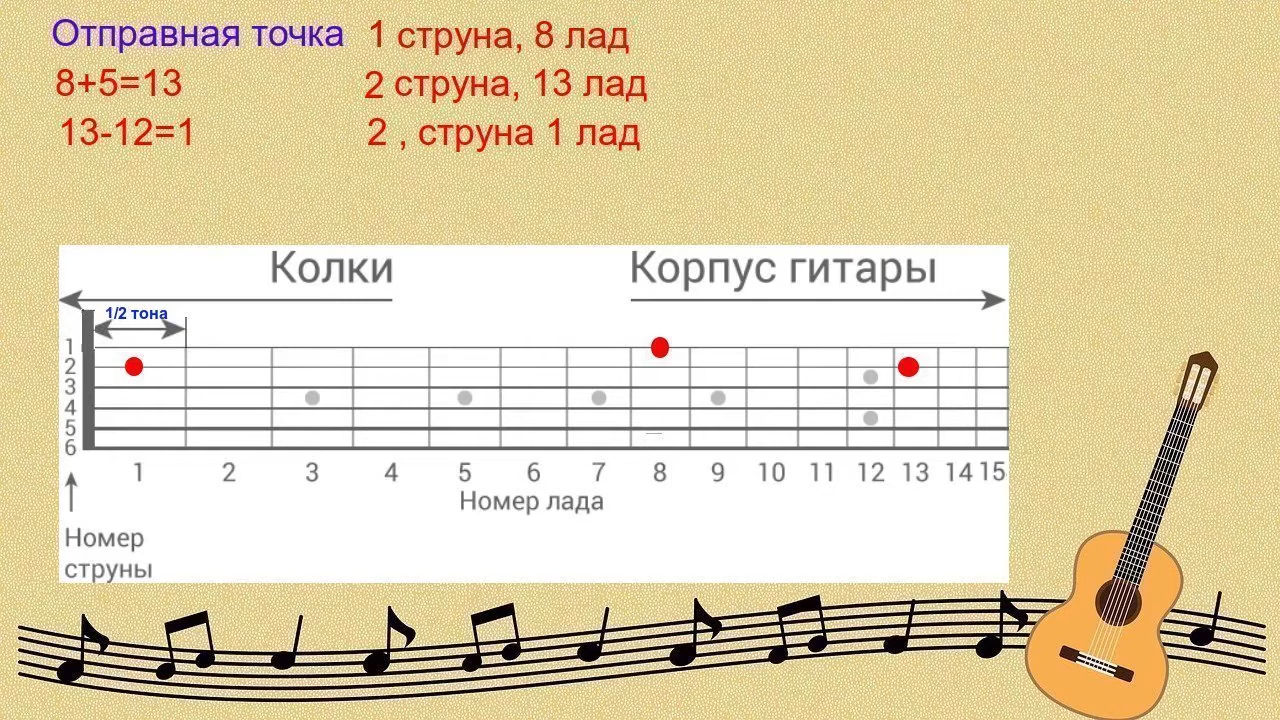 Отправная точка 1 струна, 8 лад
8+5=13 2 струна, 13 лад
13-12=1 2 , струна 1 лад
Колки Корпус гитары
1/2 тона
1
2
3
4
5
6
1 2 3 4 5 6 7 8 9 10 11 12 13 14 15
Номер лада
Номер
струны